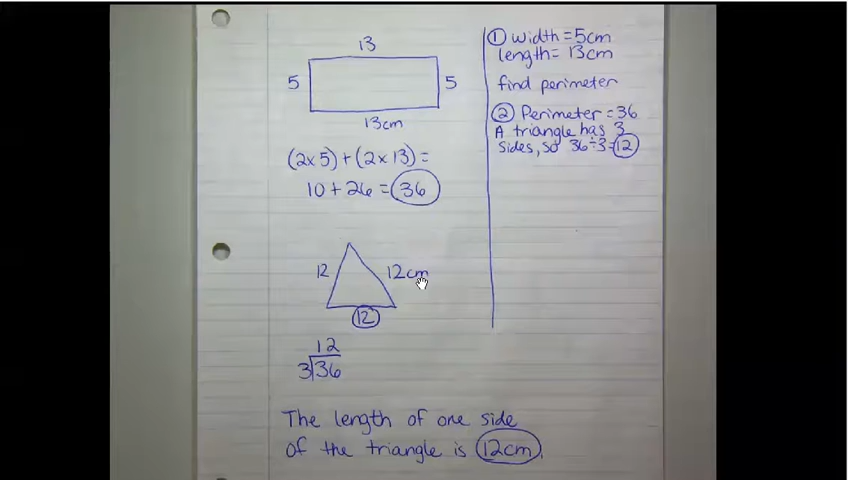 13
5
5
13cm
(2x5) + (2 x 13) =
10 + 26 = 36
12
12cm
12
12
3 36
The length of one side
of the triangle is 12cm.
① width = 5cm
length = 13cm
find perimeter
② Perimeter = 36
A triangle has 3
sides, so 36÷3=12